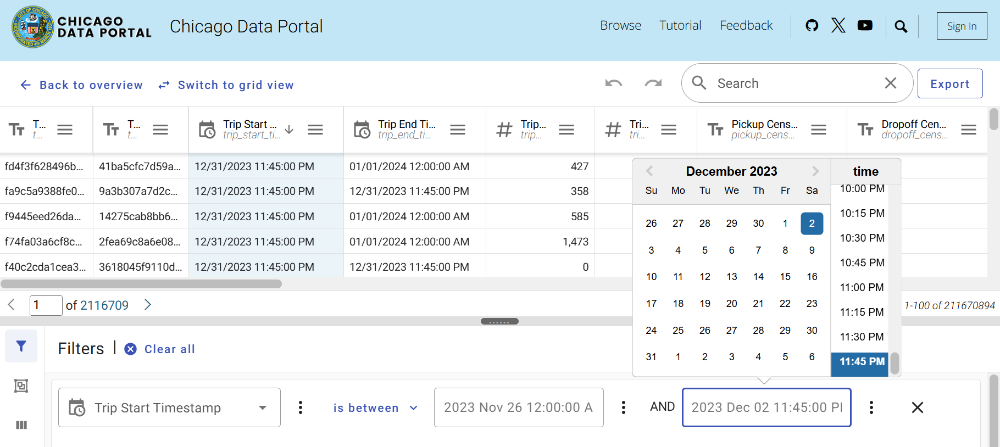 CITY OF CHICAGO
INCORPORATED 4th MARCH 1837
CHICAGO
DATA PORTAL
Chicago Data Portal
Browse Tutorial Feedback
Sign In
Back to overview Switch to grid view
Search
Export
T... T... Trip Start ... Trip End Ti... Trip... Tri... Pickup Cens... Dropoff Cen...
t... t... trip_start_ti... trip_end_ti... trip... tri... pickup_cens... dropoff_cens...
fd4f3f628496b... 41ba5cfc7d59a... 12/31/2023 11:45:00 PM 01/01/2024 12:00:00 AM 427
fa9c5a9388fe0... 9a3b307a7d2c... 12/31/2023 11:45:00 PM 12/31/2023 11:45:00 PM 358
f9445eed26da... 14275cab8bb6... 12/31/2023 11:45:00 PM 01/01/2024 12:00:00 AM 585
f74fa03a6cf8c... 2fea69c8a6e08... 12/31/2023 11:45:00 PM 01/01/2024 12:00:00 AM 1,473
f40c2cda1cea3... 3618045f9110d... 12/31/2023 11:45:00 PM 12/31/2023 11:45:00 PM 0
1 of 2116709
1-100 of 211670894
December 2023
Su Mo Tu We Th Fr Sa
26 27 28 29 30 1 2
3 4 5 6 7 8 9
10 11 12 13 14 15 16
17 18 19 20 21 22 23
24 25 26 27 28 29 30
31 1 2 3 4 5 6
time
10:00 PM
10:15 PM
10:30 PM
10:45 PM
11:00 PM
11:15 PM
11:30 PM
11:45 PM
Filters | Clear all
Trip Start Timestamp is between 2023 Nov 26 12:00:00 A AND 2023 Dec 02 11:45:00 P